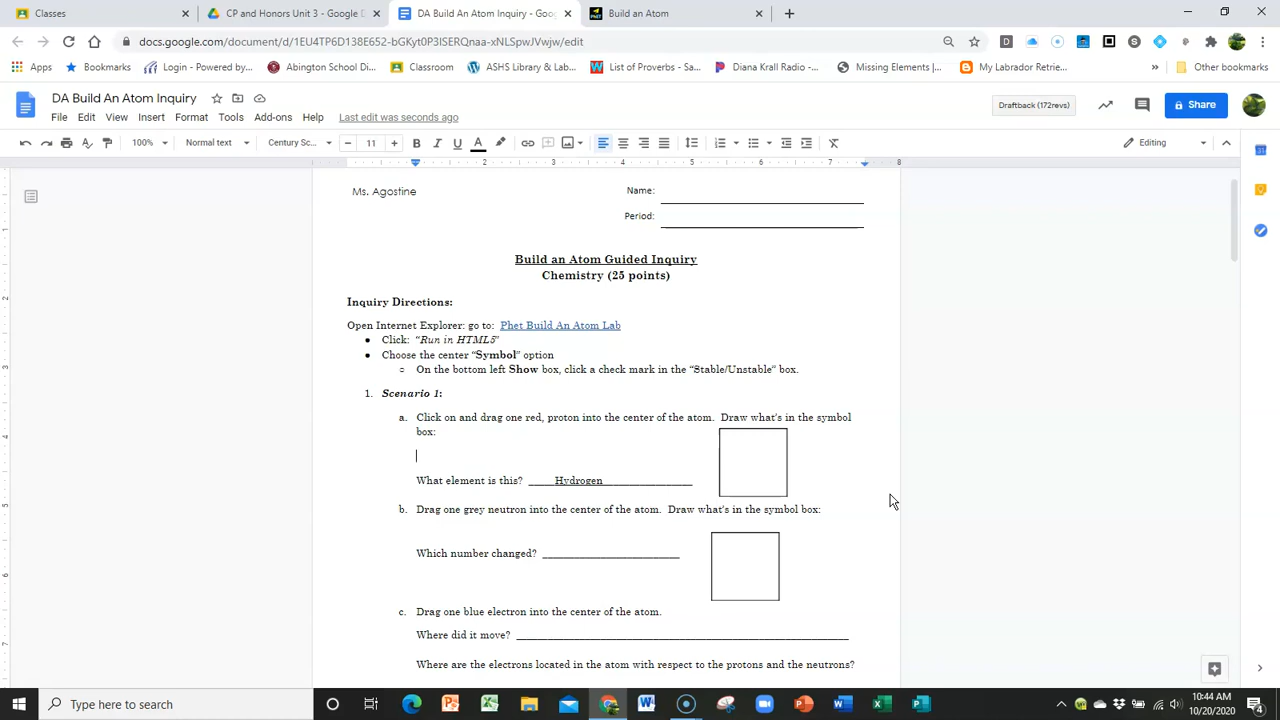 Classes
CP and Honors Unit 3 - Google D
DA Build An Atom Inquiry - Goo
Build an Atom
docs.google.com/document/d/1EU4TP6D138E652-bGKyt0P3ISERQnaa-xNLSpwJVwjw/edit
Apps
Bookmarks
Login - Powered by...
Abington School Di...
Classroom
ASHS Library & Lab...
List of Proverbs - Sa...
Diana Krall Radio -...
Missing Elements |...
My Labrador Retrie...
»
Other bookmarks
DA Build An Atom Inquiry
Draftback (172revs)
Share
File Edit View Insert Format Tools Add-ons Help Last edit was seconds ago
100% Normal text Century Sc... 11 B I U A Editing
2 3 4 5 6 7 8
Ms. Agostine
Name:
Period:
Build an Atom Guided Inquiry
Chemistry (25 points)
Inquiry Directions:
Open Internet Explorer: go to: Phet Build An Atom Lab
● Click: “Run in HTML5”
● Choose the center “Symbol” option
○ On the bottom left Show box, click a check mark in the “Stable/Unstable” box.
1. Scenario 1:
a. Click on and drag one red, proton into the center of the atom. Draw what’s in the symbol
box:
What element is this? _____Hydrogen________________
b. Drag one grey neutron into the center of the atom. Draw what’s in the symbol box:
Which number changed? _________________________
c. Drag one blue electron into the center of the atom.
Where did it move? ____________________________________________________________
Where are the electrons located in the atom with respect to the protons and the neutrons?
Type here to search
10:44 AM
10/20/2020